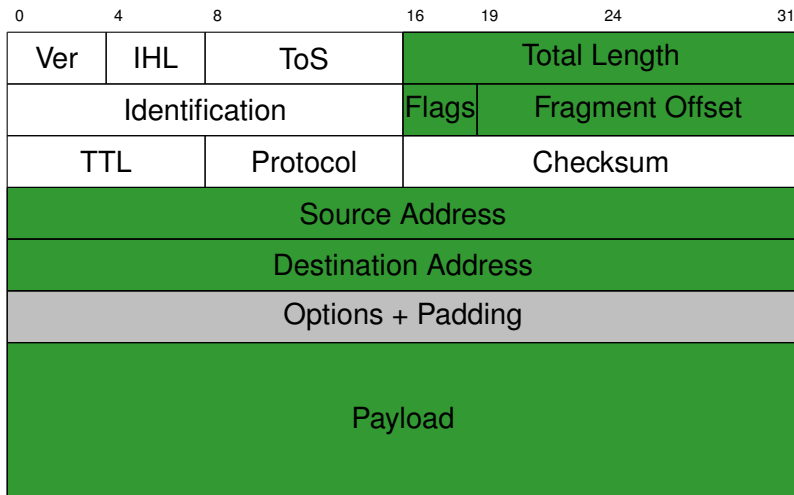 0 4 8 16 19 24 31
Ver IHL ToS Total Length
Identification Flags Fragment Offset
TTL Protocol Checksum
Source Address
Destination Address
Options + Padding
Payload